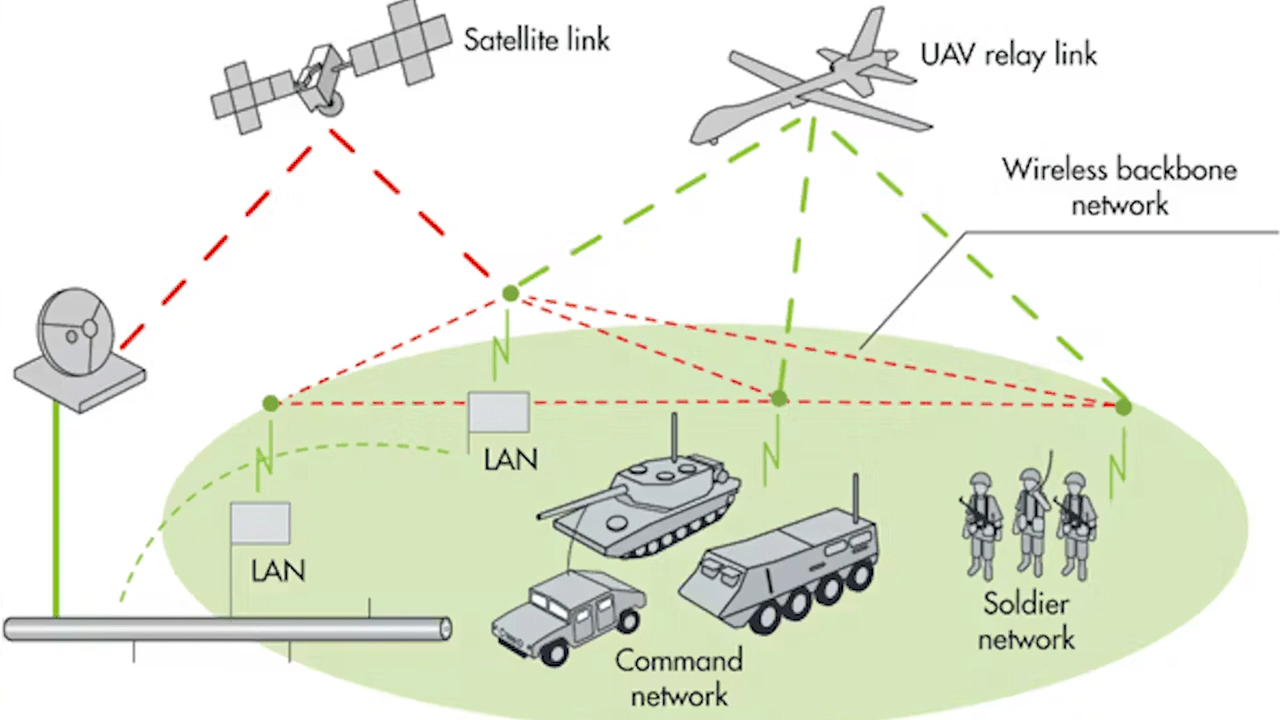 Satellite link
UAV relay link
Wireless backbone
network
LAN
LAN
Soldier
network
Command
network